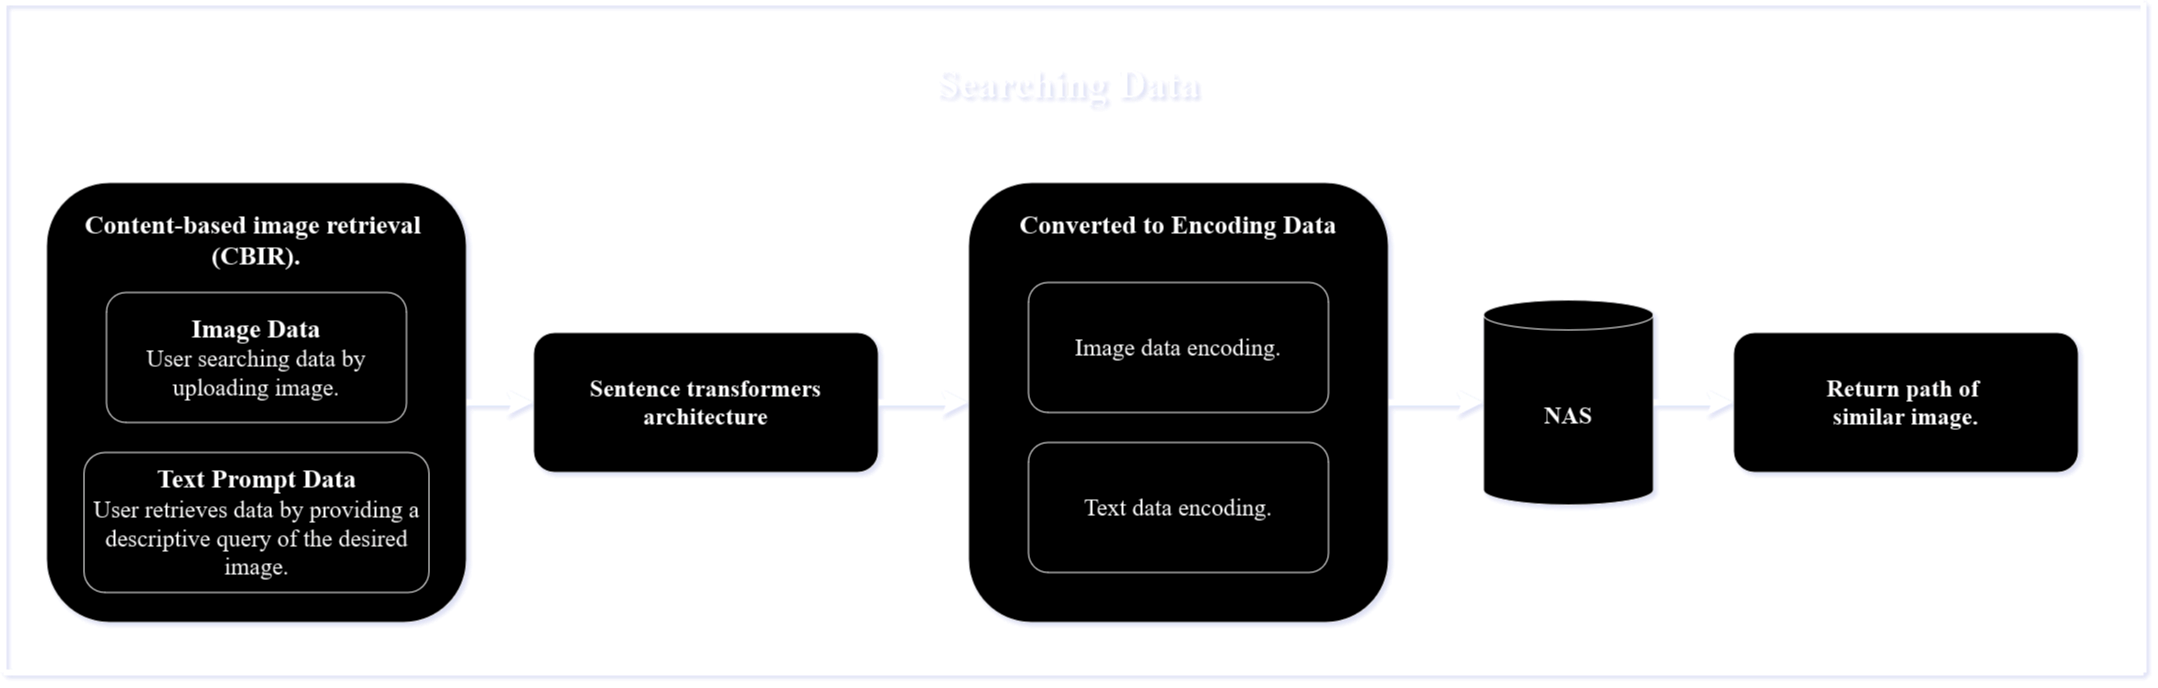 Searching Data
Content-based image retrieval
(CBIR).
Image Data
User searching data by
uploading image.
Text Prompt Data
User retrieves data by providing a
descriptive query of the desired
image.
Sentence transformers
architecture
Converted to Encoding Data
Image data encoding.
Text data encoding.
NAS
Return path of
similar image.